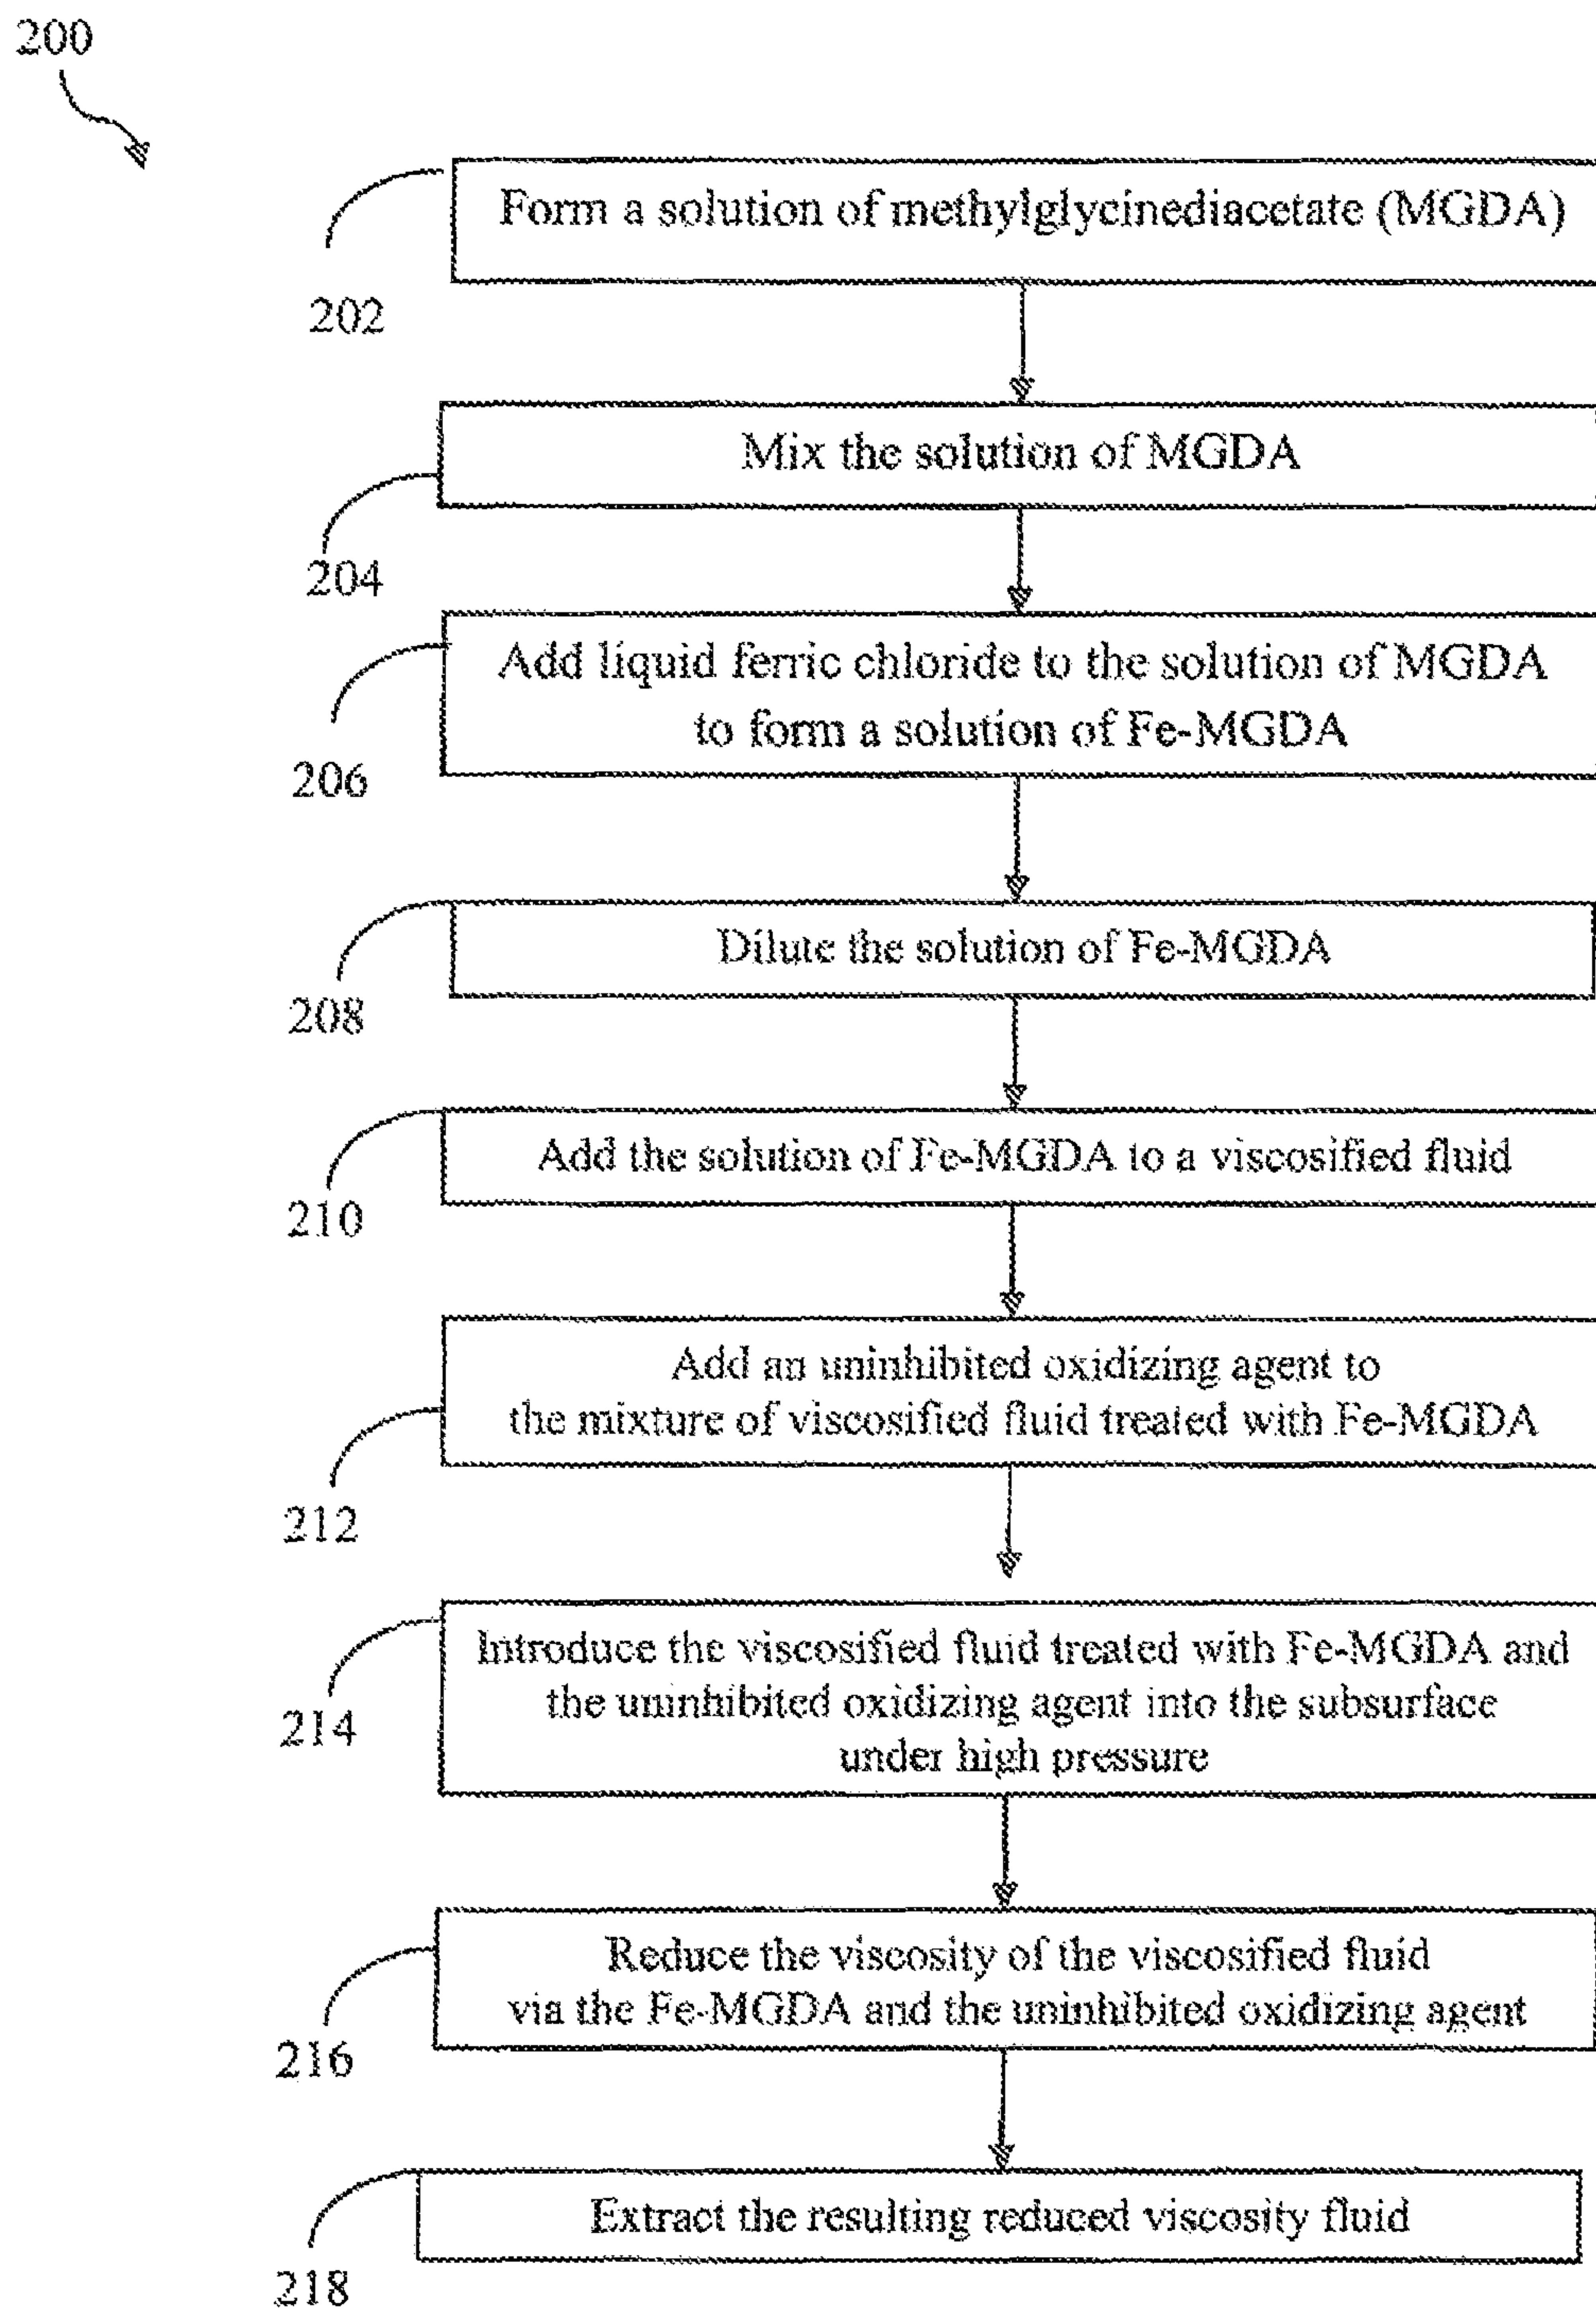 200
Form a solution of methylglycinediacetate (MGDA)
202
Mix the solution of MGDA
204
Add liquid ferric chloride to the solution of MGDA
to form a solution of Fe-MGDA
206
Dilute the solution of Fe-MGDA
208
Add the solution of Fe-MGDA to a viscosified fluid
210
Add an uninhibited oxidizing agent to
the mixture of viscosified fluid treated with Fe-MGDA
212
Introduce the viscosified fluid treated with Fe-MGDA and
the uninhibited oxidizing agent into the subsurface
under high pressure
214
Reduce the viscosity of the viscosified fluid
via the Fe-MGDA and the uninhibited oxidizing agent
216
Extract the resulting reduced viscosity fluid
218